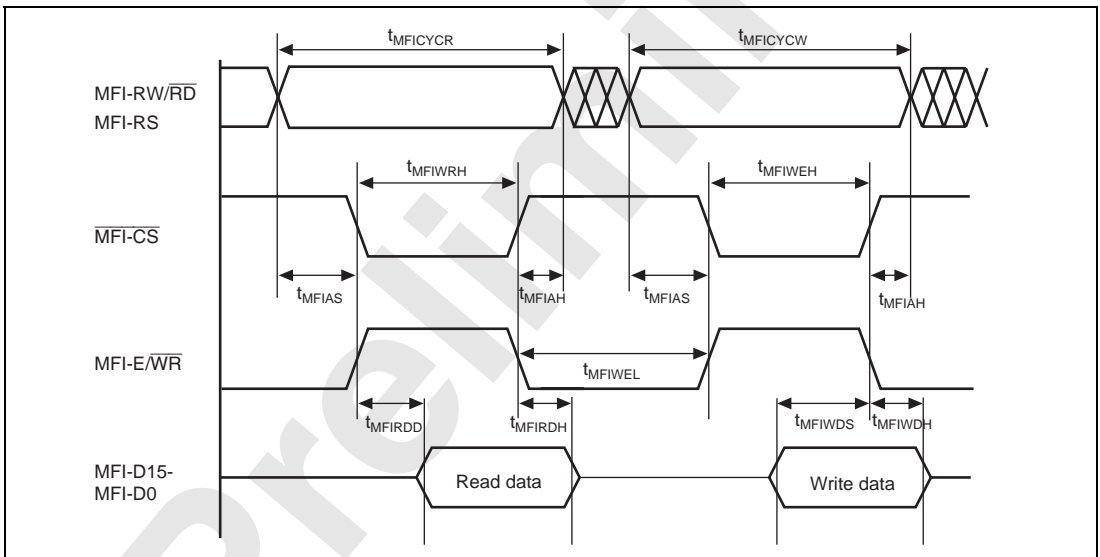 tMFICYCR tMFICYCW
MFI-RW/RD
MFI-RS
tMFIWRH tMFIWEH
MFI-CS
tMFIAS tMFIAH tMFIAS tMFIAH
MFI-E/WR
tMFIWEL
tMFIRDD tMFIRDH tMFIWDS tMFIWDH
MFI-D15-
MFI-D0
Read data Write data
Prelimi